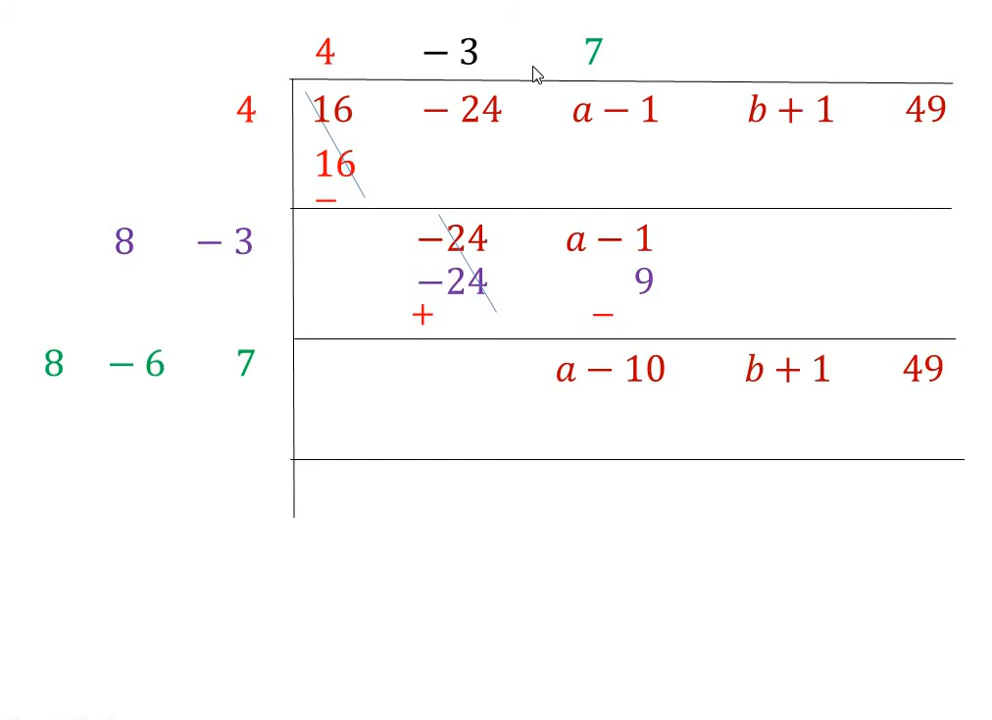 4 − 3 7
4 16 − 24 a − 1 b + 1 49
16
−
8 − 3 −24 a − 1
−24 9
+ −
8 − 6 7 a − 10 b + 1 49